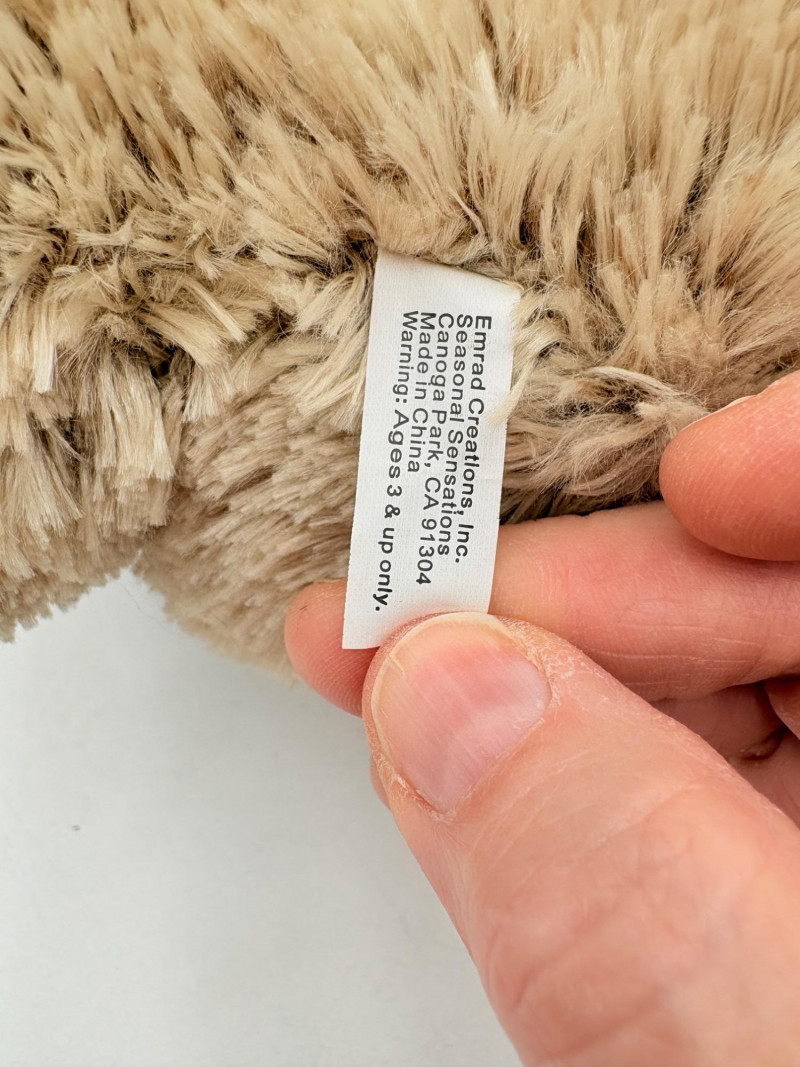 Emrad Creations, Inc.
Seasonal Sensations
Canoga Park, CA 91304
Made in China
Warning: Ages 3 & up only.